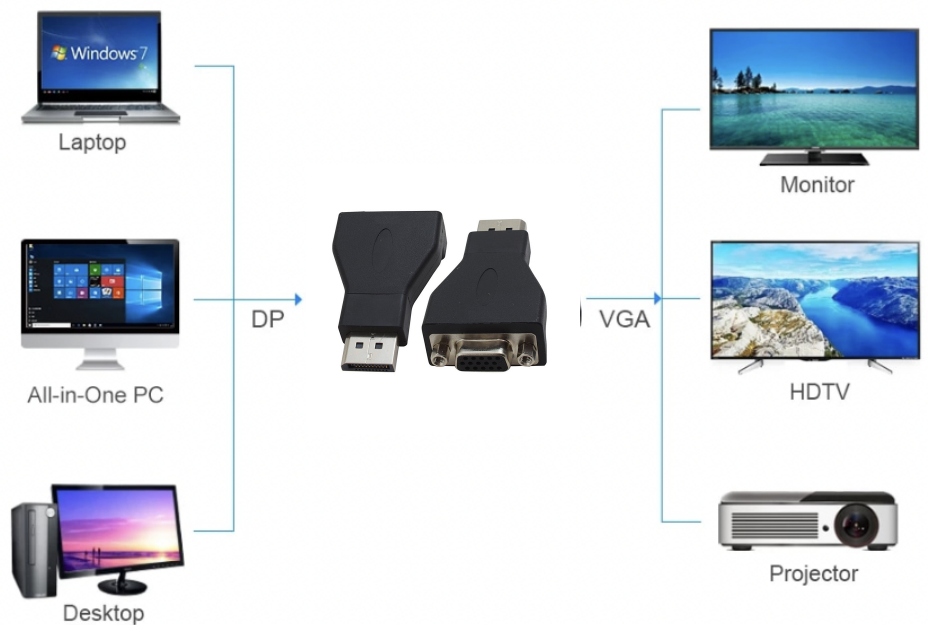 Windows 7
Laptop
Monitor
DP
VGA
All-in-One PC
HDTV
Desktop
Projector